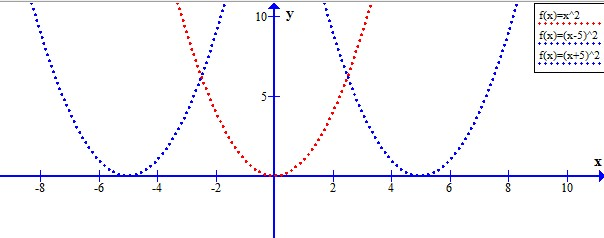 10
y
f(x)=x^2
f(x)=(x-5)^2
f(x)=(x+5)^2
5
x
-8 -6 -4 -2 2 4 6 8 10